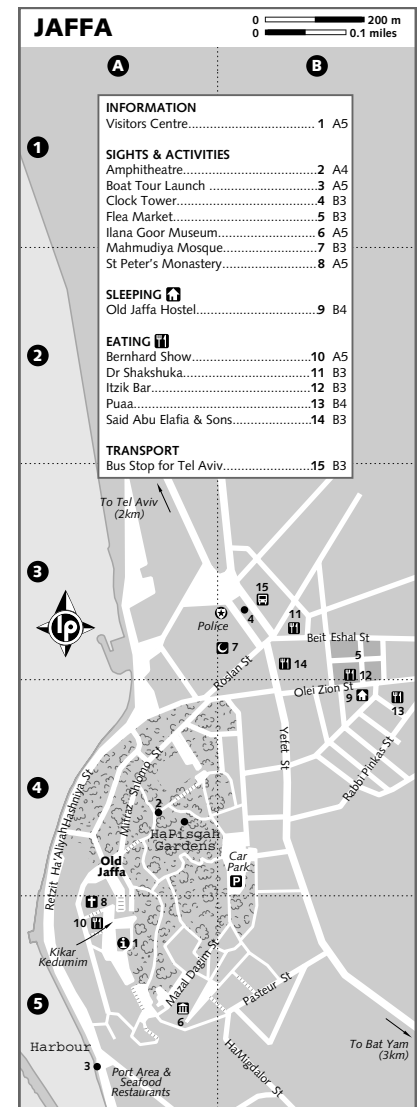 JAFFA
0 200 m
0 0.1 miles
A B
1
INFORMATION
Visitors Centre....................................1 A5
SIGHTS & ACTIVITIES
Amphitheatre....................................2 A4
Boat Tour Launch ..............................3 A5
Clock Tower......................................4 B3
Flea Market.......................................5 B3
Ilana Goor Museum...........................6 A5
Mahmudiya Mosque..........................7 B3
St Peter's Monastery..........................8 A5
SLEEPING
Old Jaffa Hostel.................................9 B4
2
EATING
Bernhard Show................................10 A5
Dr Shakshuka...................................11 B3
Itzik Bar...........................................12 B3
Puaa................................................13 B4
Said Abu Elafia & Sons.....................14 B3
TRANSPORT
Bus Stop for Tel Aviv........................15 B3
To Tel Aviv
(2km)
3
lp
15
4
11
Police
Beit Eshal St
7
14
5
12
Roslan St
Olei Zion St
9
13
Yefet St
Rabbi Pinkas St
4
Retzif Ha'AliyahHashniya St
Mifraz Shlomo St
2
HaPisgah
Gardens
Old
Jaffa
Car
Park
P
8
10
Kikar
Kedumim
1
Mazal Dagim St
5
6
Pasteur St
HaMigdalor St
To Bat Yam
(3km)
Harbour
3
Port Area &
Seafood
Restaurants